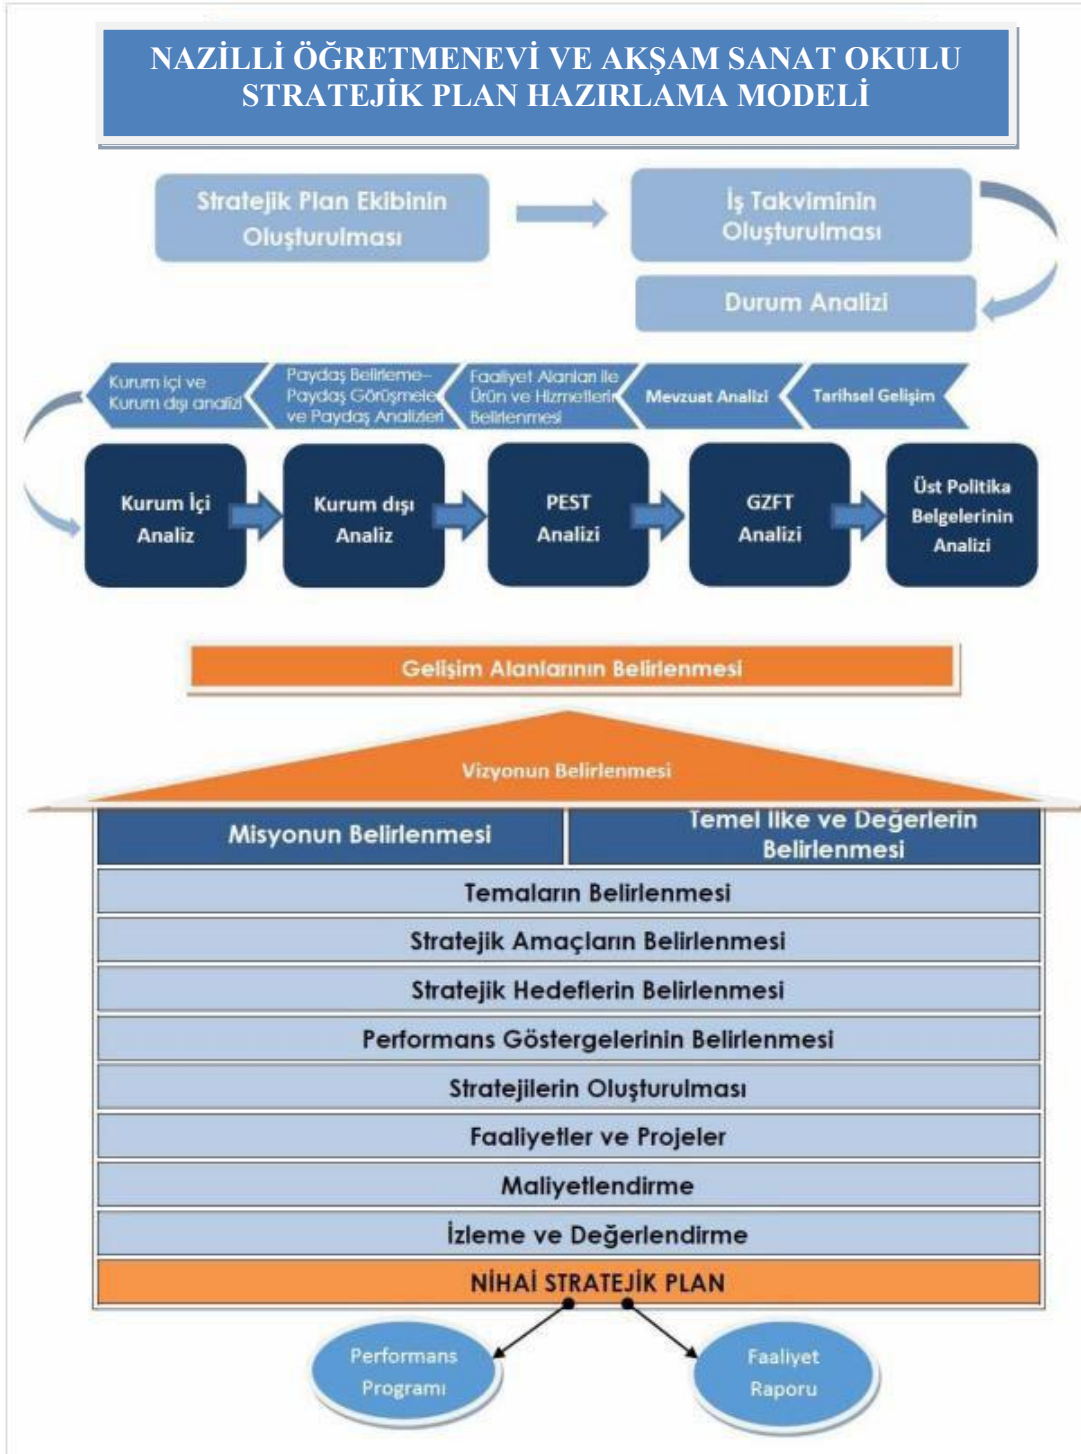 NAZİLLİ ÖĞRETMENEVİ VE AKŞAM SANAT OKULU
STRATEJİK PLAN HAZIRLAMA MODELİ
Stratejik Plan Ekibinin
Oluşturulması
İş Takviminin
Oluşturulması
Durum Analizi
Kurum içi ve
Kurum dışı analizi
Paydaş Belirleme–
Paydaş Görüşmele
ve Paydaş Analizleri
Faaliyet Alanları ile
Ürün ve Hizmetlerin
Belirlenmesi
Mevzuat Analizi
Tarihsel Gelişim
Kurum İçi
Analiz
Kurum dışı
Analiz
PEST
Analizi
GZFT
Analizi
Üst Politika
Belgelerinin
Analizi
Gelişim Alanlarının Belirlenmesi
Vizyonun Belirlenmesi
Misyonun Belirlenmesi
Temel İlke ve Değerlerin
Belirlenmesi
Temaların Belirlenmesi
Stratejik Amaçların Belirlenmesi
Stratejik Hedeflerin Belirlenmesi
Performans Göstergelerinin Belirlenmesi
Stratejilerin Oluşturulması
Faaliyetler ve Projeler
Maliyetlendirme
İzleme ve Değerlendirme
NİHAİ STRATEJİK PLAN
Performans
Programı
Faaliyet
Raporu